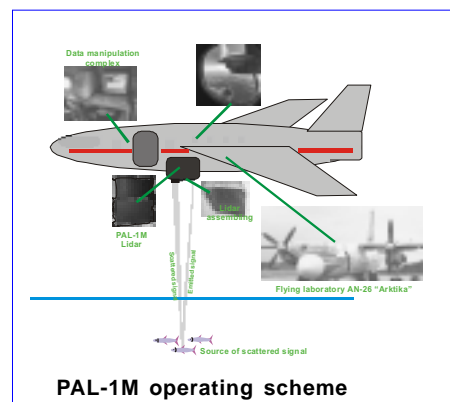 Data manipulation
complex
Lidar
assembling
PAL-1M
Lidar
Scattered signal
Emitted signal
Flying laboratory AN-26 "Arktika"
Source of scattered signal
PAL-1M operating scheme